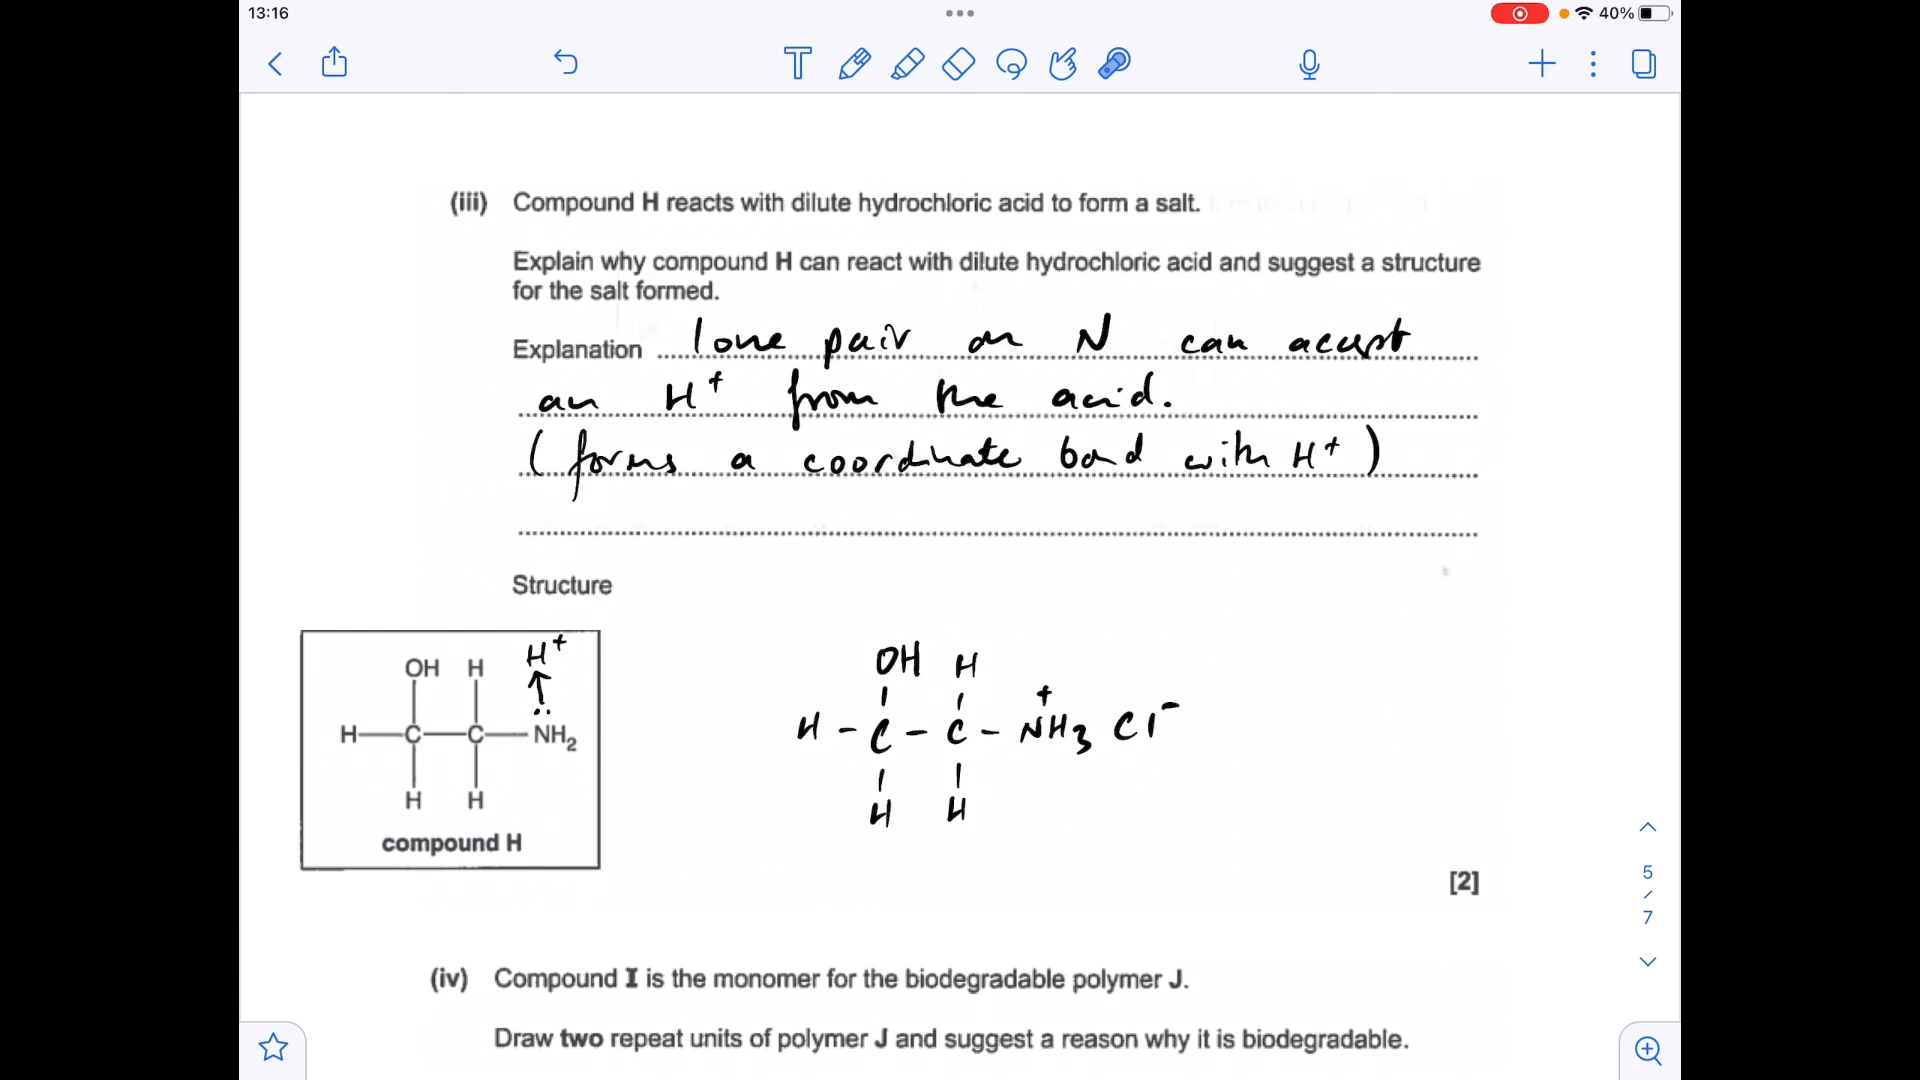 13:16
40%
(iii) Compound H reacts with dilute hydrochloric acid to form a salt.
Explain why compound H can react with dilute hydrochloric acid and suggest a structure
for the salt formed.
Explanation lone pair on N can accept
an H⁺ from the acid.
(forms a coordinate bond with H⁺)
Structure
H⁺
OH H
H C C NH₂
H H
compound H
OH H
H - C - C - N⁺H₃ Cl⁻
H H
[2]
5
/
7
(iv) Compound I is the monomer for the biodegradable polymer J.
Draw two repeat units of polymer J and suggest a reason why it is biodegradable.